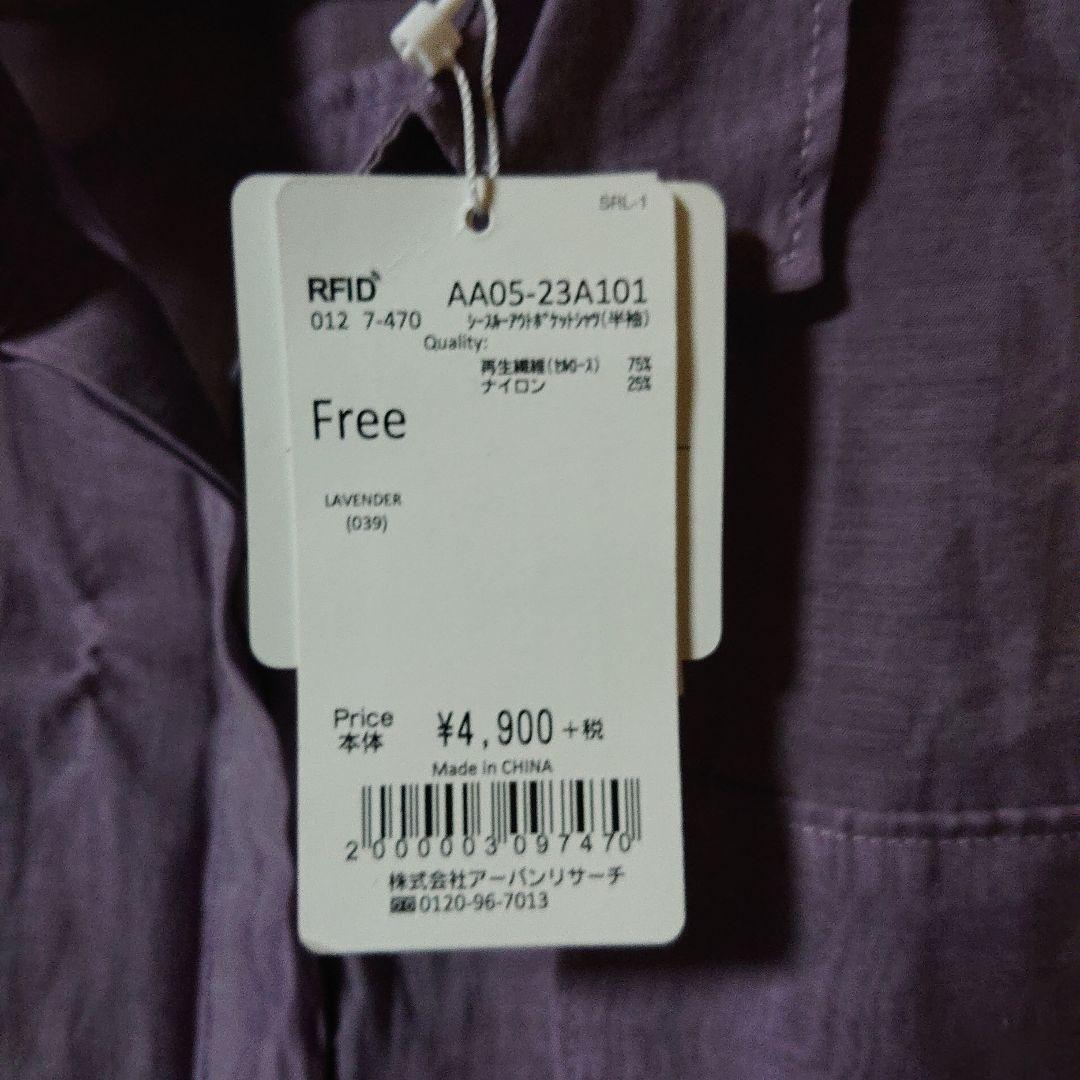 SRL-1
RFID AA05-23A101
012 7-470 シースルーアウトポケットシャツ(半袖)
Quality:
再生繊維(セルロース) 75%
ナイロン 25%
Free
LAVENDER
(039)
Price ¥4,900+税
本体
Made in CHINA
2 000003 097470
株式会社アーバンリサーチ
0120-96-7013